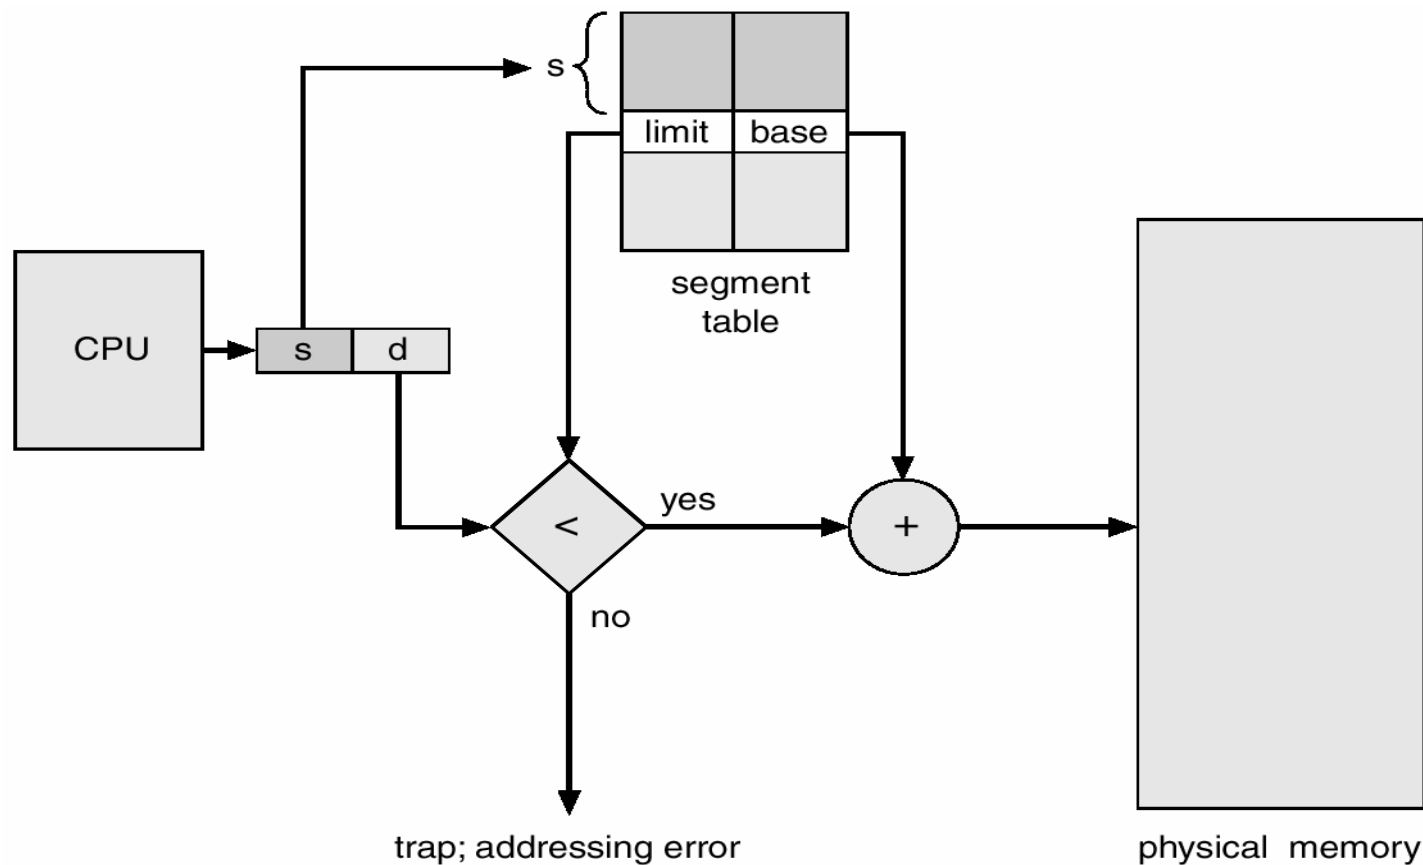 s
limit base
segment
table
CPU
s d
yes
<
+
no
trap; addressing error
physical memory